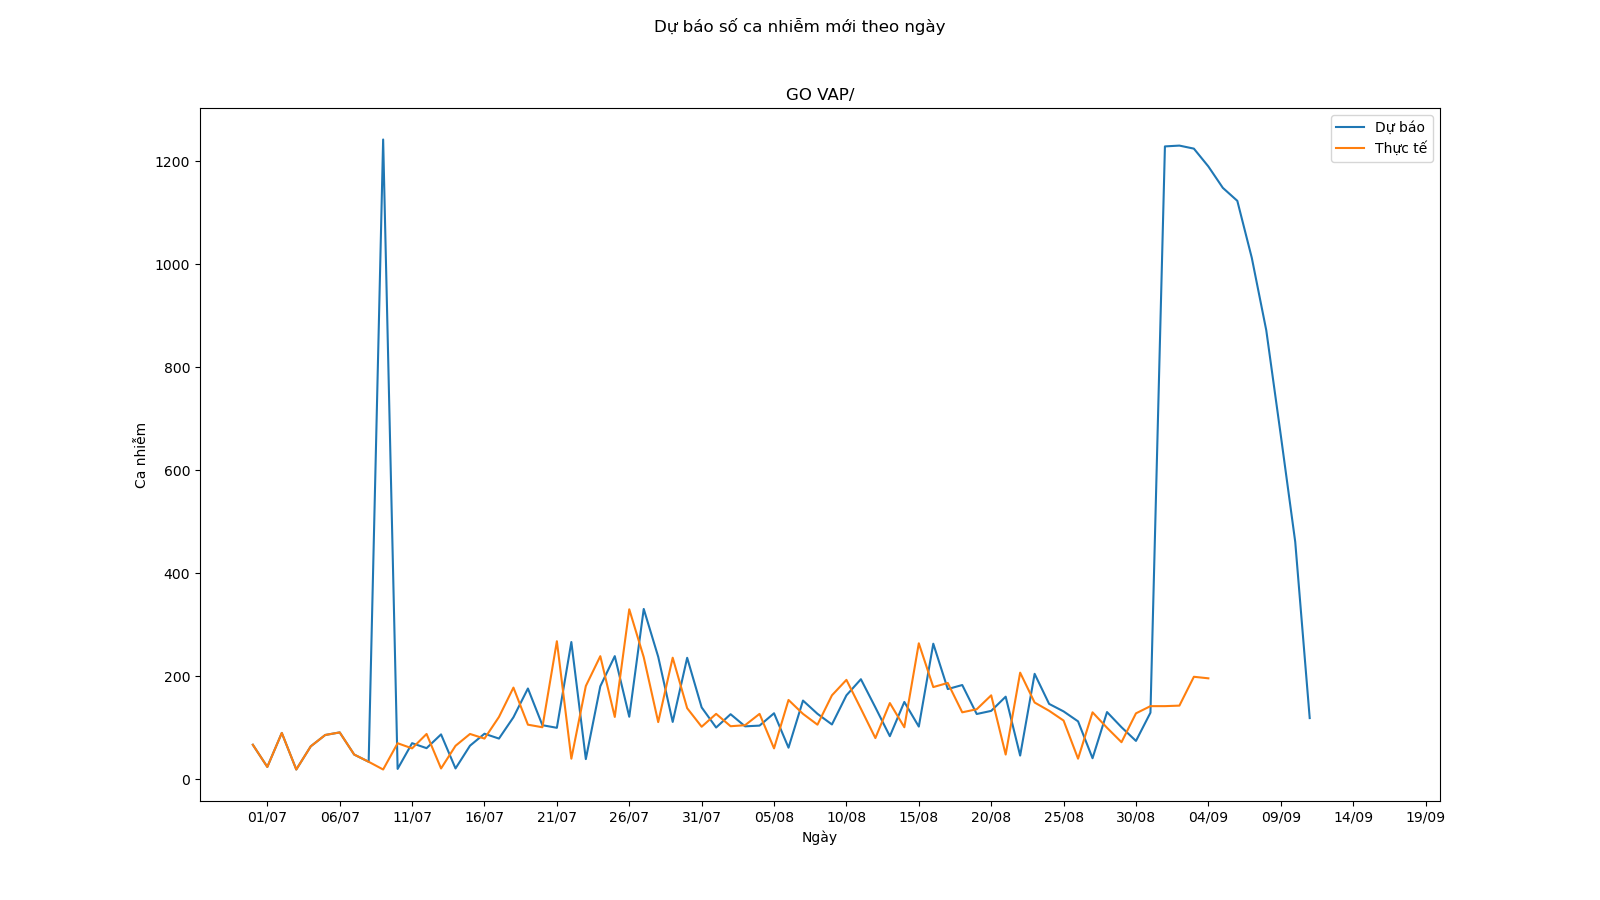 Dự báo số ca nhiễm mới theo ngày
GO VAP/
Dự báo
Thực tế
1200
1000
800
600
400
200
0
Ca nhiễm
01/07 06/07 11/07 16/07 21/07 26/07 31/07 05/08 10/08 15/08 20/08 25/08 30/08 04/09 09/09 14/09 19/09
Ngày